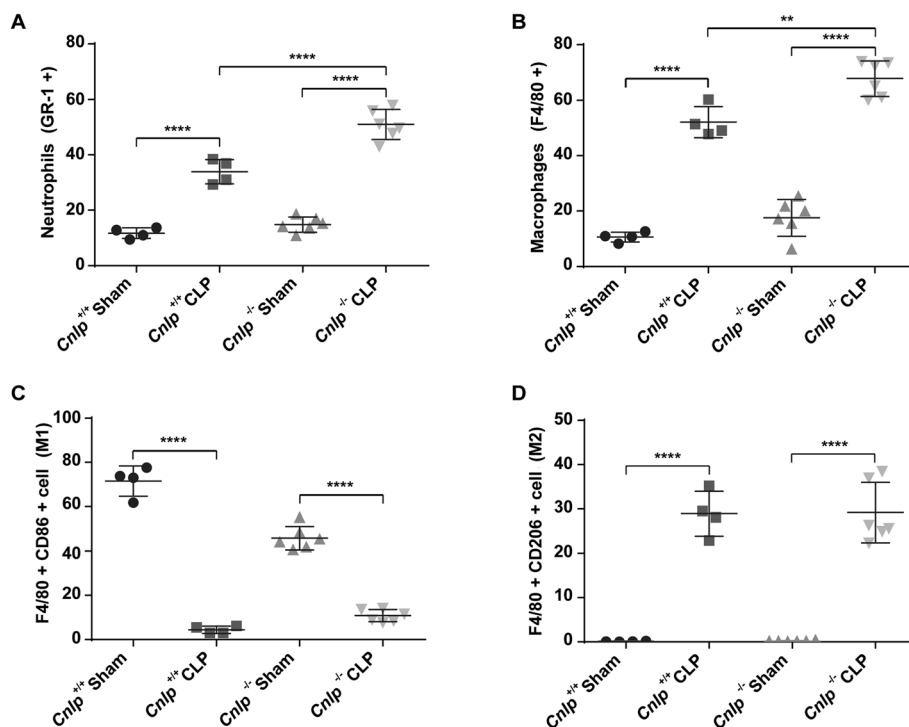 A
Neutrophils (GR-1 +)
80
60
40
20
0
****
****
****
Cnlp +/+ Sham
Cnlp +/+ CLP
Cnlp -/- Sham
Cnlp -/- CLP
B
Macrophages (F4/80 +)
80
60
40
20
0
**
****
****
Cnlp +/+ Sham
Cnlp +/+ CLP
Cnlp -/- Sham
Cnlp -/- CLP
C
F4/80 + CD86 + cell (M1)
100
80
60
40
20
0
****
****
Cnlp +/+ Sham
Cnlp +/+ CLP
Cnlp -/- Sham
Cnlp -/- CLP
D
F4/80 + CD206 + cell (M2)
50
40
30
20
10
0
****
****
Cnlp +/+ Sham
Cnlp +/+ CLP
Cnlp -/- Sham
Cnlp -/- CLP